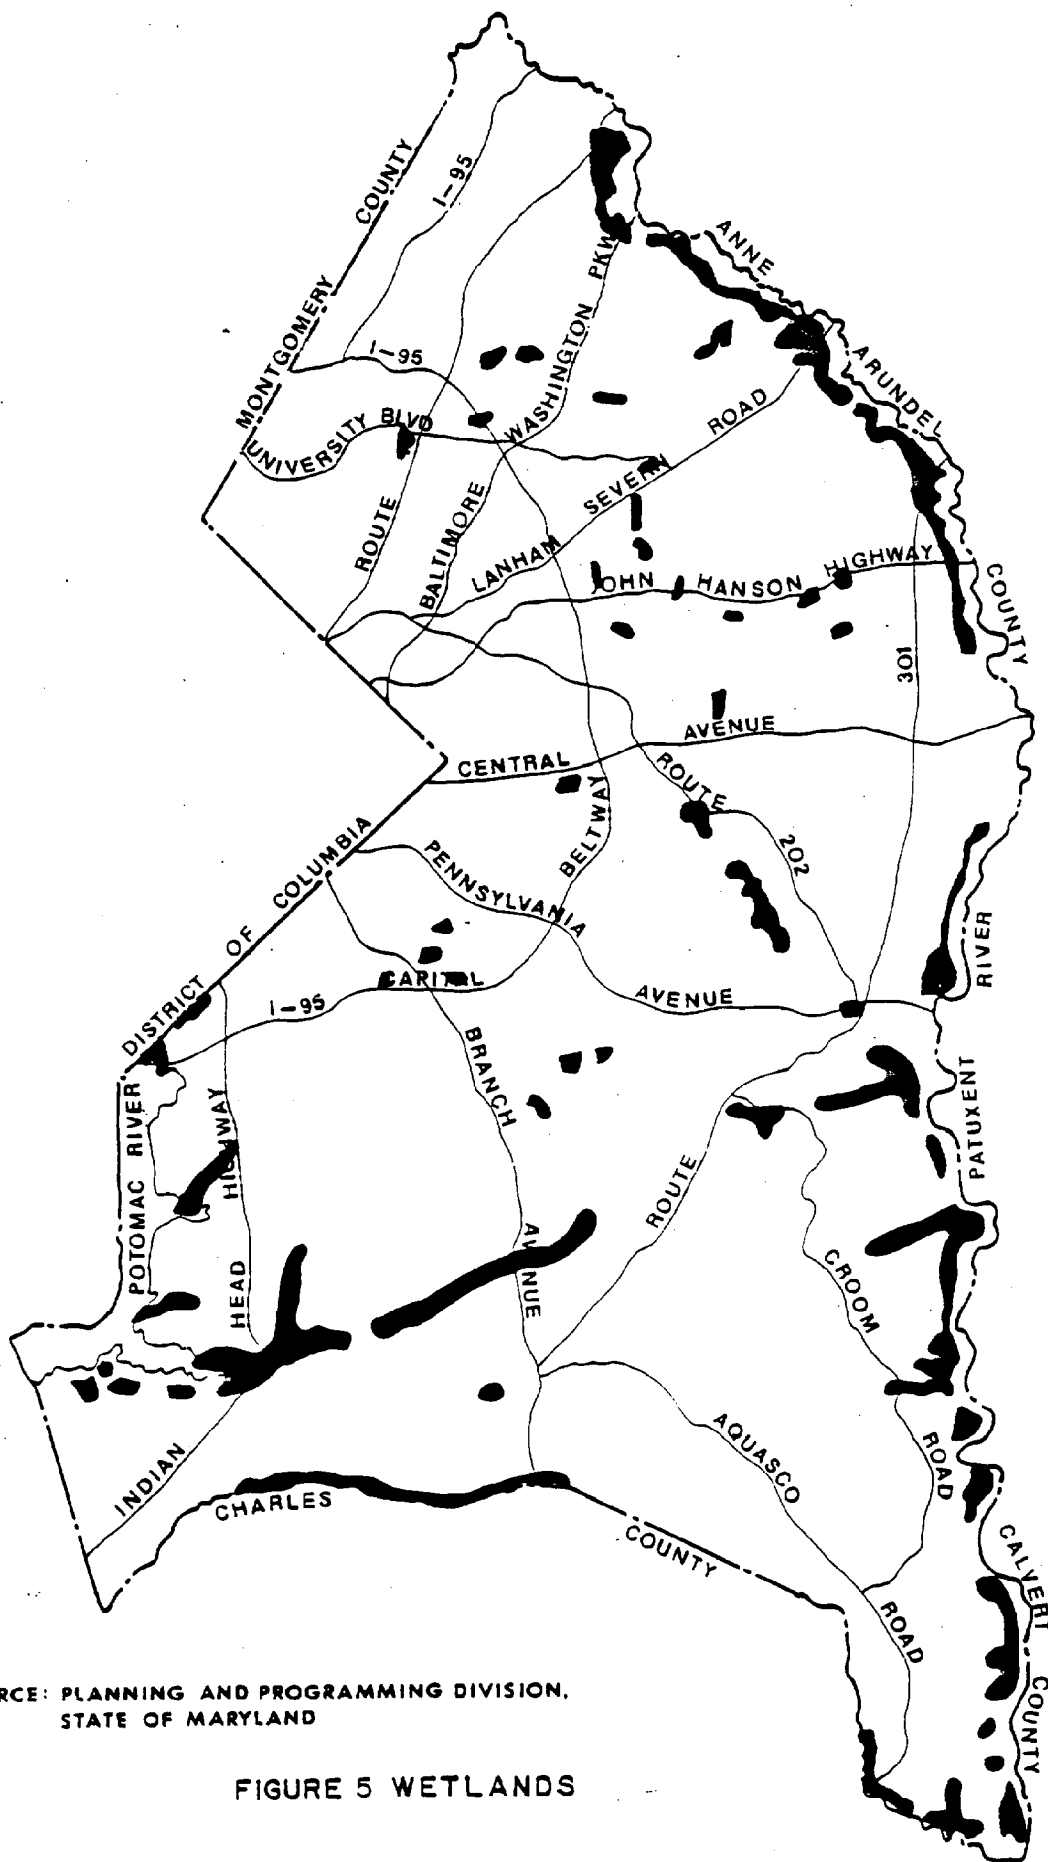 MONTGOMERY COUNTY
I-95
ANNE ARUNDEL COUNTY
I-95
UNIVERSITY BLVD
BALTIMORE WASHINGTON PKW
ROUTE
LANHAM SEVERN ROAD
JOHN HANSON HIGHWAY
301
CENTRAL AVENUE
ROUTE 202
BELTWAY
DISTRICT OF COLUMBIA
PENNSYLVANIA AVENUE
RIVER
PATUXENT
CAPITAL
I-95
BRANCH AVENUE
POTOMAC RIVER
INDIAN HEAD HIGHWAY
ROUTE
CROOM ROAD
AQUASCO ROAD
CHARLES COUNTY
CALVERT COUNTY
RCE: PLANNING AND PROGRAMMING DIVISION,
STATE OF MARYLAND
FIGURE 5 WETLANDS